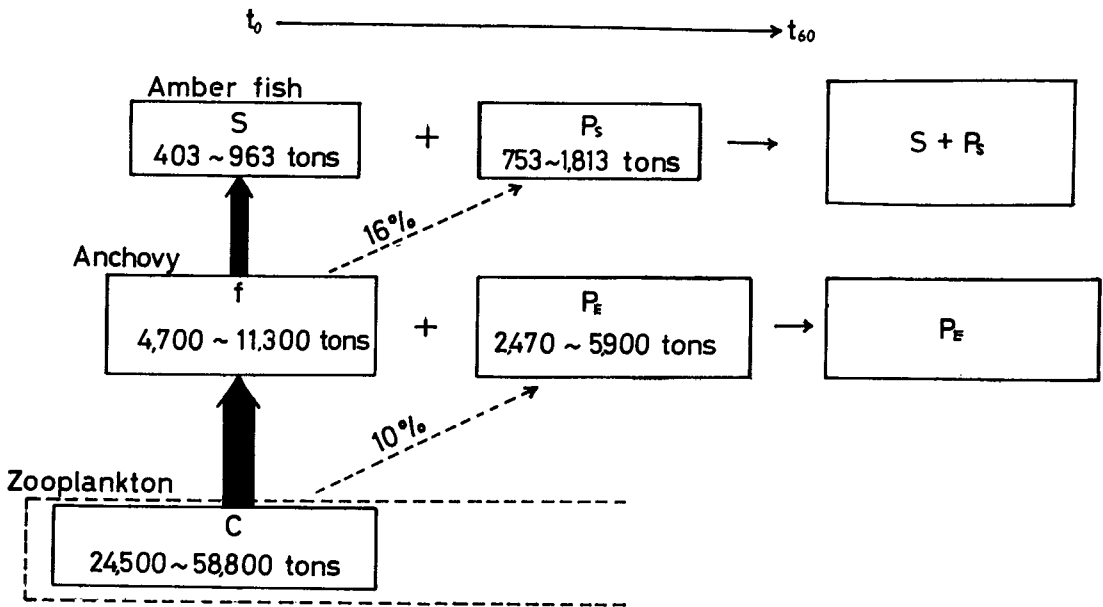 t₀ t₆₀
Amber fish
S
403 ~ 963 tons
+
Pₛ
753~1,813 tons
S + Pₛ
16%
Anchovy
f
4,700 ~ 11,300 tons
+
P_E
2,470 ~ 5,900 tons
P_E
10%
Zooplankton
C
24,500 ~ 58,800 tons